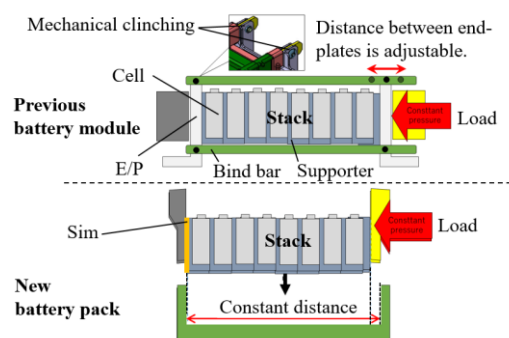 Mechanical clinching
Distance between end-
plates is adjustable.
Cell
Previous
battery module
Stack
Constant
pressure
Load
E/P
Bind bar
Supporter
Sim
Stack
Constant
pressure
Load
New
battery pack
Constant distance